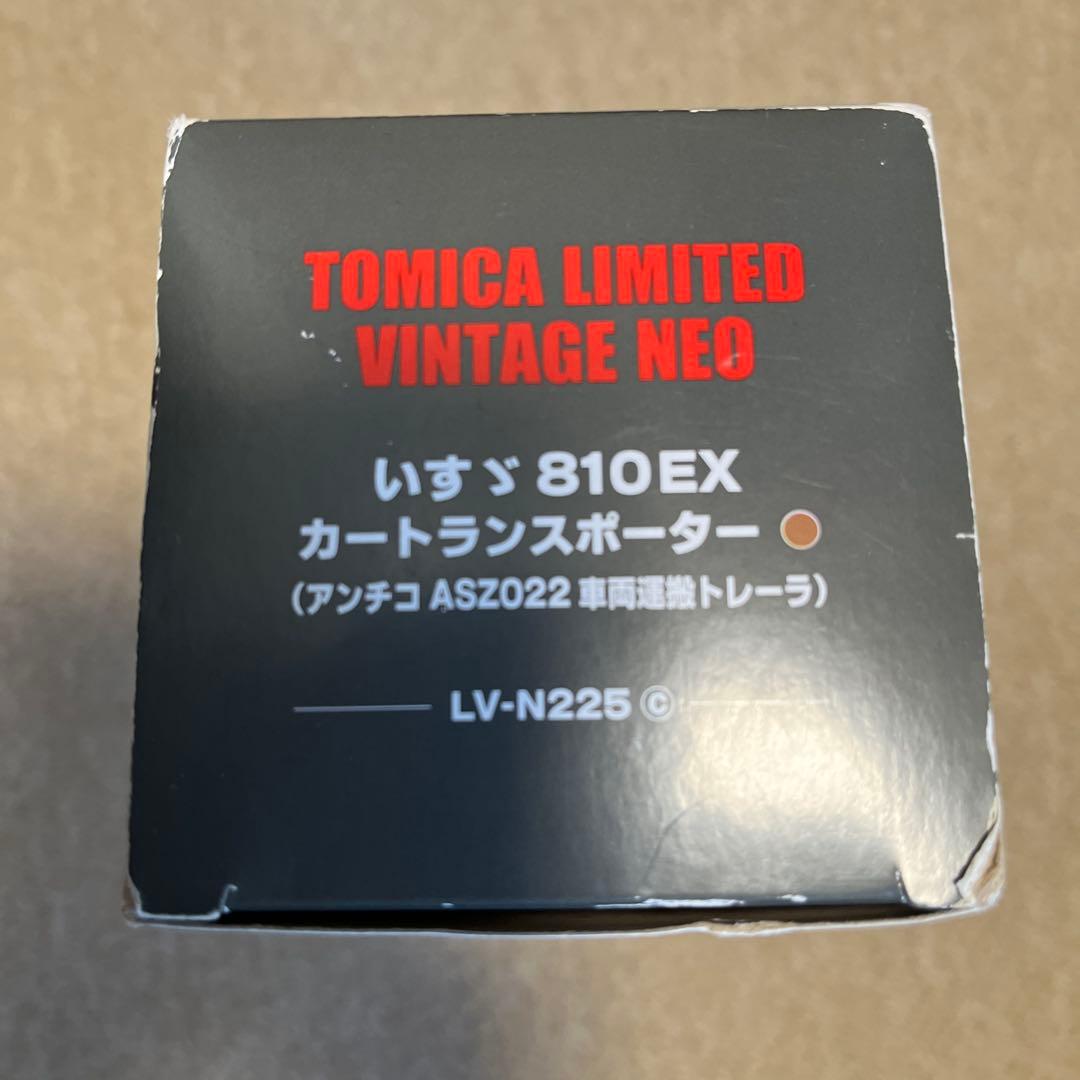 TOMICA LIMITED
VINTAGE NEO
いすゞ 810EX
カートランスポーター
(アンチコ ASZ022 車両運搬トレーラ)
LV-N225 ©